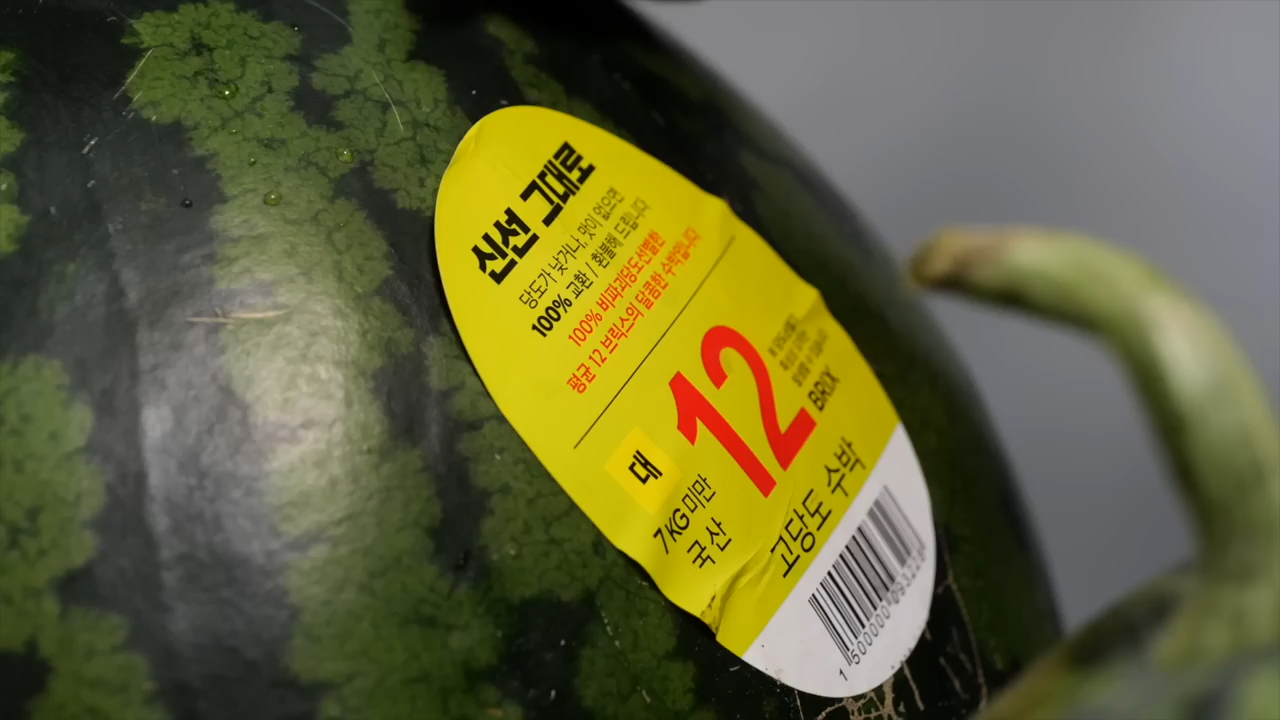 신선 그대로
당도가 낮거나, 맛이 없으면
100% 교환 / 환불해 드립니다
100% 비파괴당도선별한
평균 12 브릭스의 달콤한 수박입니다
12
BRIX
대
7KG미만
국산
고당도 수박